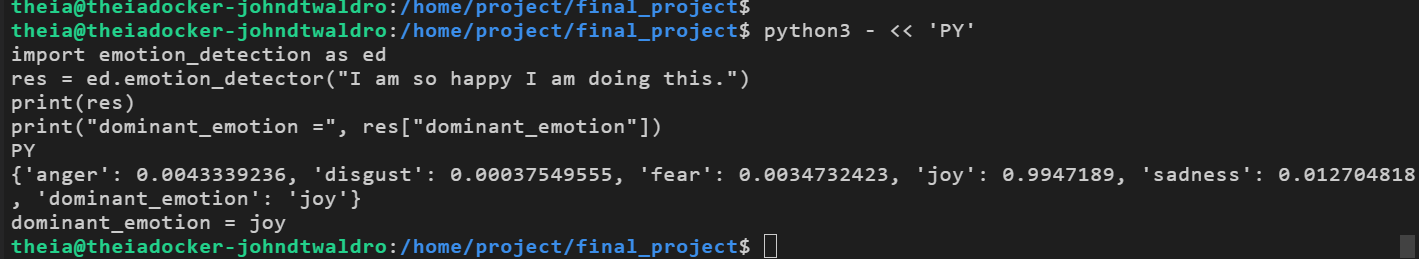 theia@theiadocker-johndtwaldro:/home/project/final_project$
theia@theiadocker-johndtwaldro:/home/project/final_project$ python3 - << 'PY'
import emotion_detection as ed
res = ed.emotion_detector("I am so happy I am doing this.")
print(res)
print("dominant_emotion =", res["dominant_emotion"])
PY
{'anger': 0.0043339236, 'disgust': 0.00037549555, 'fear': 0.0034732423, 'joy': 0.9947189, 'sadness': 0.012704818
, 'dominant_emotion': 'joy'}
dominant_emotion = joy
theia@theiadocker-johndtwaldro:/home/project/final_project$